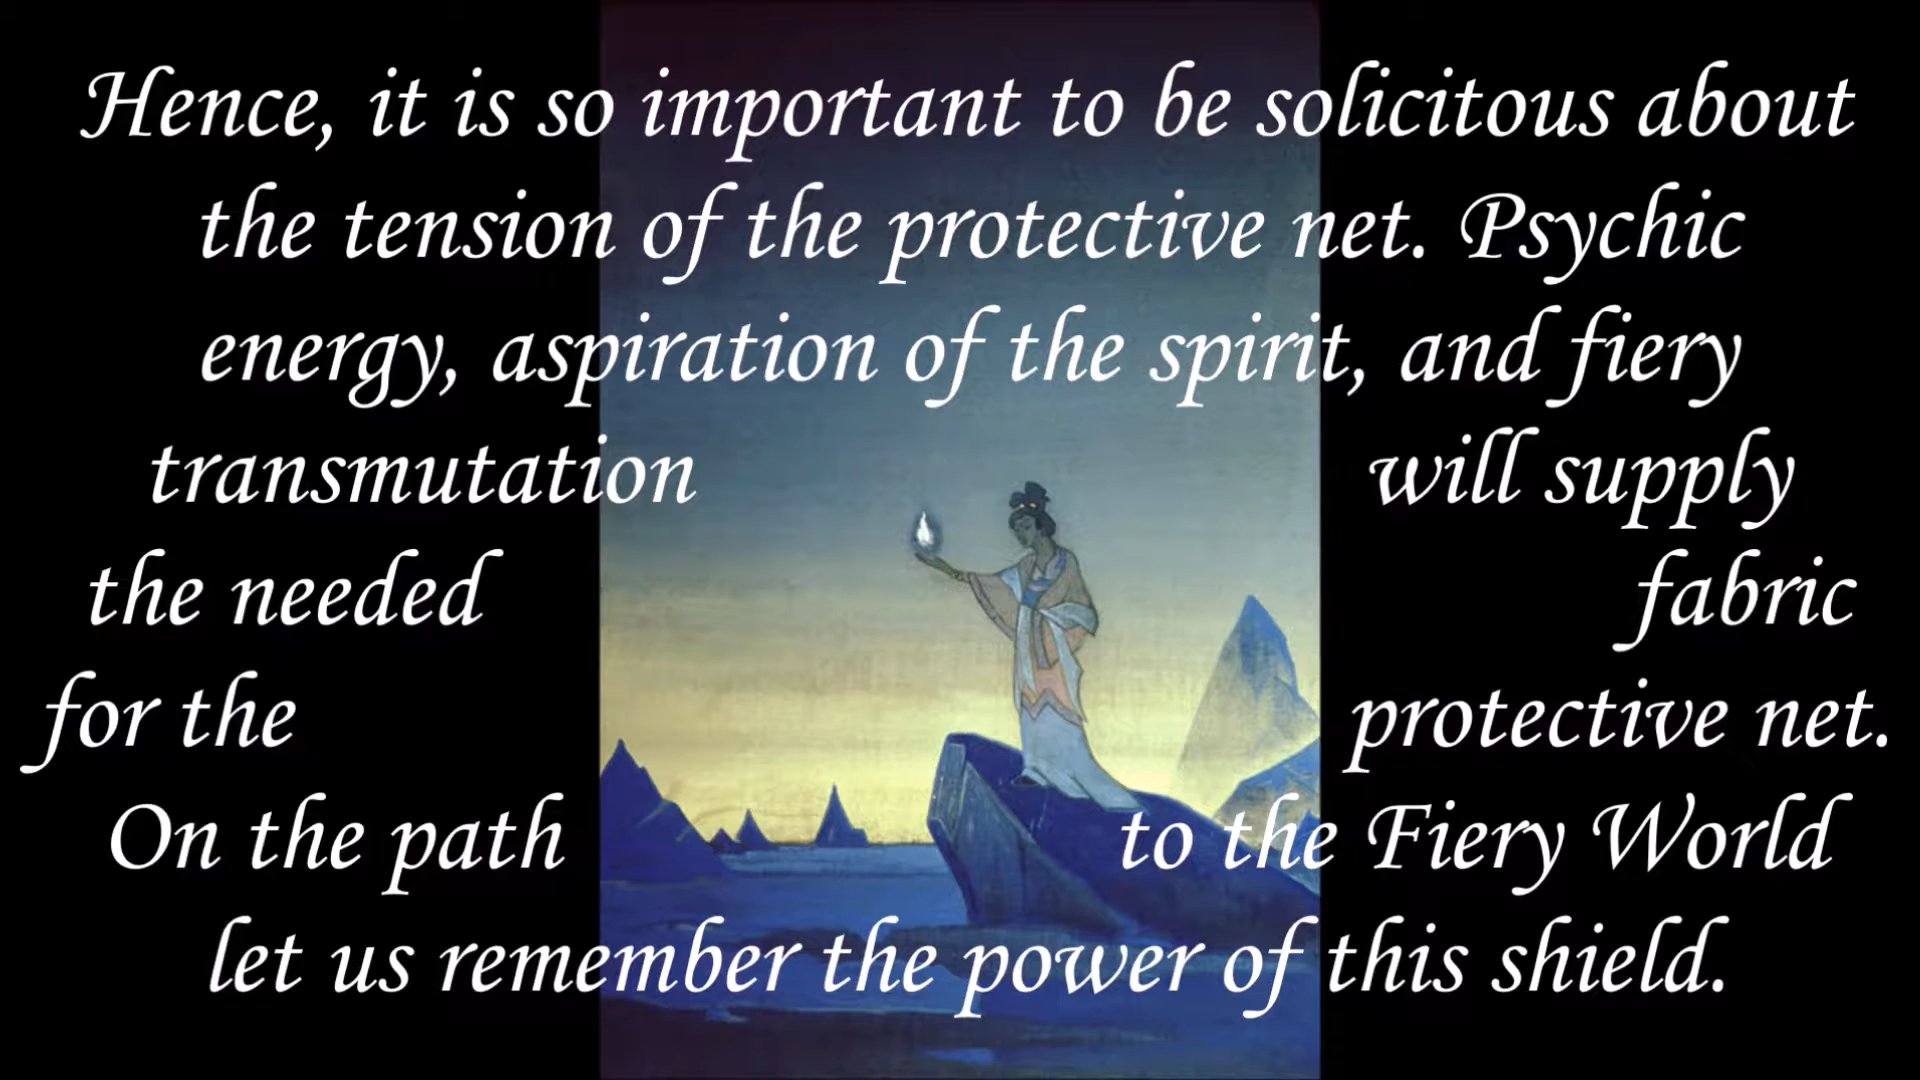 Hence, it is so important to be solicitous about
the tension of the protective net. Psychic
energy, aspiration of the spirit, and fiery
transmutation will supply
the needed fabric
for the protective net.
On the path to the Fiery World
let us remember the power of this shield.